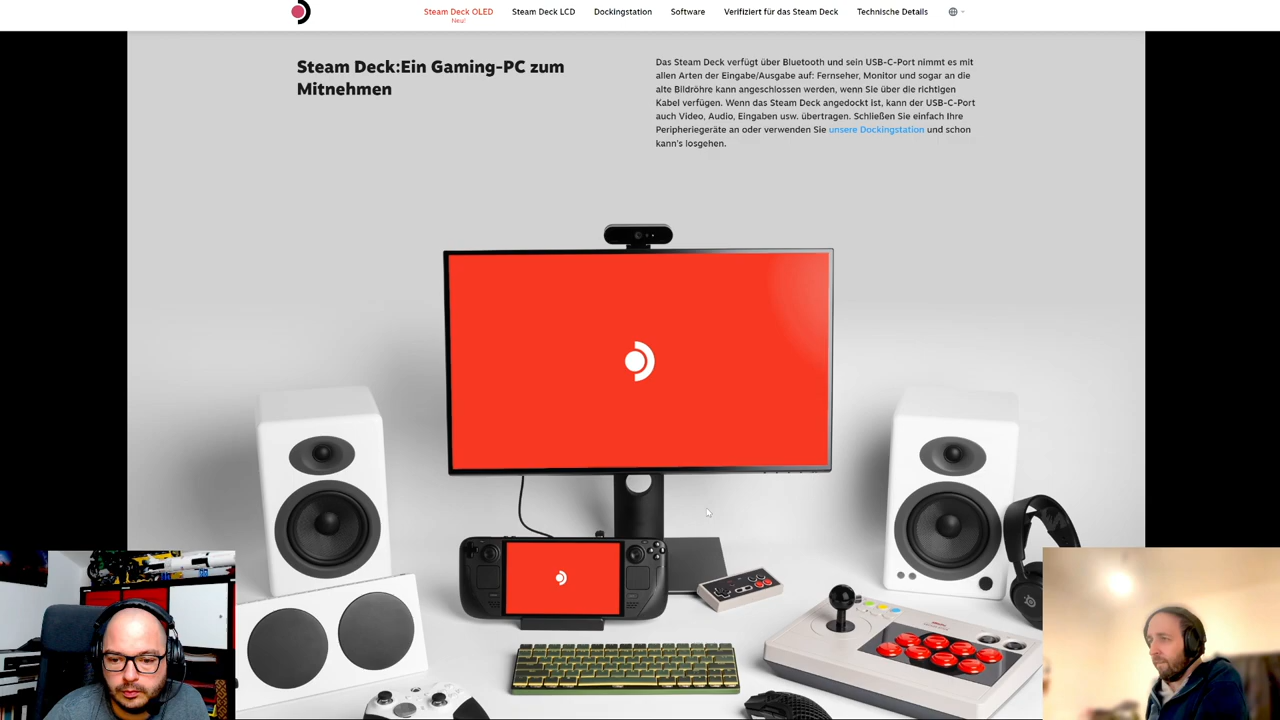 Steam Deck OLED
Neu!
Steam Deck LCD
Dockingstation
Software
Verifiziert für das Steam Deck
Technische Details
Steam Deck:Ein Gaming-PC zum
Mitnehmen
Das Steam Deck verfügt über Bluetooth und sein USB-C-Port nimmt es mit
allen Arten der Eingabe/Ausgabe auf: Fernseher, Monitor und sogar an die
alte Bildröhre kann angeschlossen werden, wenn Sie über die richtigen
Kabel verfügen. Wenn das Steam Deck angedockt ist, kann der USB-C-Port
auch Video, Audio, Eingaben usw. übertragen. Schließen Sie einfach Ihre
Peripheriegeräte an oder verwenden Sie unsere Dockingstation und schon
kann's losgehen.